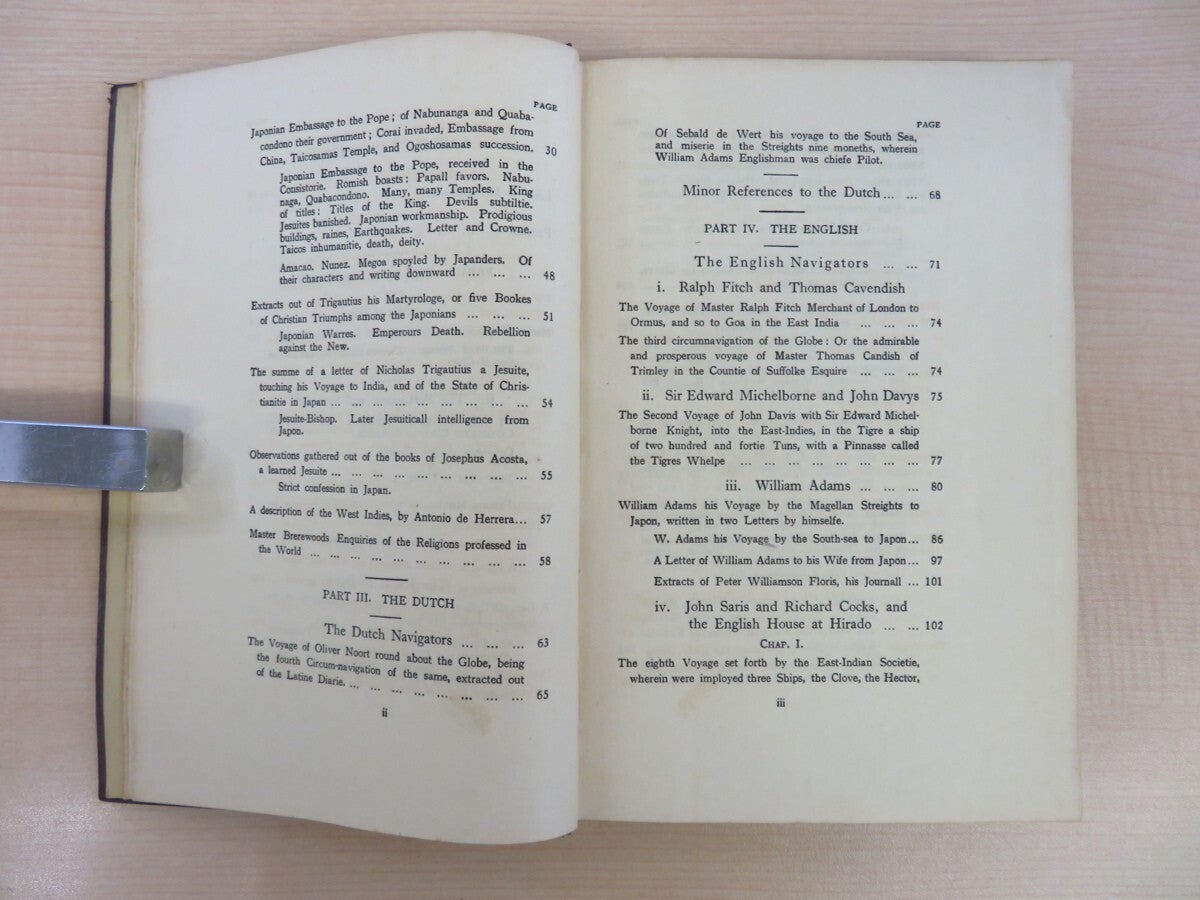 PAGE
Japonian Embassage to the Pope; of Nabunanga and Quaba-
condono their government; Corai invaded, Embassage from
China, Taicosamas Temple, and Ogoshosamas succession. 30
Japonian Embassage to the Pope, received in the
Consistorie. Romish boasts: Papall favors. Nabu-
naga, Quabacondono. Many, many Temples. King
of titles: Titles of the King. Devils subtiltie.
Jesuites banished. Japonian workmanship. Prodigious
buildings, raines, Earthquakes. Letter and Crowne.
Taicos inhumanitie, death, deity.
Amacao. Nunez. Megoa spoyled by Japanders. Of
their characters and writing downward ... ... ... 48
Extracts out of Trigautius his Martyrologe, or five Bookes
of Christian Triumphs among the Japonians ... ... ... 51
Japonian Warres. Emperours Death. Rebellion
against the New.
The summe of a letter of Nicholas Trigautius a Jesuite,
touching his Voyage to India, and of the State of Chris-
tianitie in Japan ... ... ... ... ... ... ... ... ... 54
Jesuite-Bishop. Later Jesuiticall intelligence from
Japon.
Observations gathered out of the books of Josephus Acosta,
a learned Jesuite ... ... ... ... ... ... ... ... ... 55
Strict confession in Japan.
A description of the West Indies, by Antonio de Herrera... 57
Master Brerewoods Enquiries of the Religions professed in
the World ... ... ... ... ... ... ... ... ... ... 58
PART III. THE DUTCH
The Dutch Navigators ... ... ... 63
The Voyage of Oliver Noort round about the Globe, being
the fourth Circum-navigation of the same, extracted out
of the Latine Diarie. ... ... ... ... ... ... ... ... 65
ii
PAGE
Of Sebald de Wert his voyage to the South Sea,
and miserie in the Streights nine moneths, wherein
William Adams Englishman was chiefe Pilot.
Minor References to the Dutch ... ... 68
PART IV. THE ENGLISH
The English Navigators ... ... 71
i. Ralph Fitch and Thomas Cavendish
The Voyage of Master Ralph Fitch Merchant of London to
Ormus, and so to Goa in the East India ... ... ... 74
The third circumnavigation of the Globe: Or the admirable
and prosperous voyage of Master Thomas Candish of
Trimley in the Countie of Suffolke Esquire ... ... ... 74
ii. Sir Edward Michelborne and John Davys 75
The Second Voyage of John Davis with Sir Edward Michel-
borne Knight, into the East-Indies, in the Tigre a ship
of two hundred and fortie Tuns, with a Pinnasse called
the Tigres Whelpe ... ... ... ... ... ... ... ... 77
iii. William Adams ... ... ... 80
William Adams his Voyage by the Magellan Streights to
Japon, written in two Letters by himselfe.
W. Adams his Voyage by the South-sea to Japon... 86
A Letter of William Adams to his Wife from Japon... 97
Extracts of Peter Williamson Floris, his Journall ... 101
iv. John Saris and Richard Cocks, and
the English House at Hirado ... ... 102
CHAP. I.
The eighth Voyage set forth by the East-Indian Societie,
wherein were imployed three Ships, the Clove, the Hector,
iii